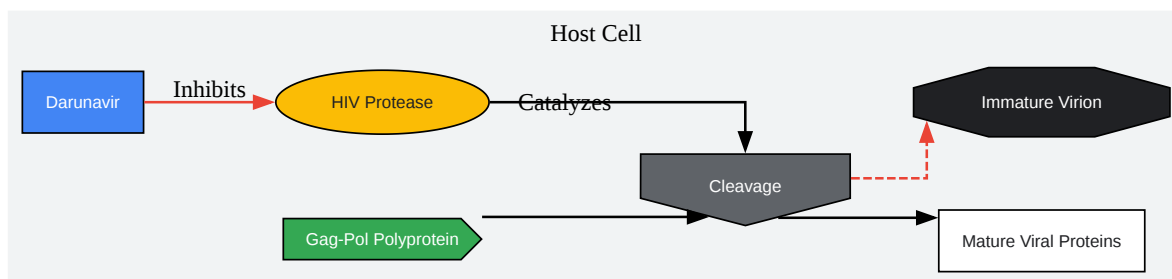 Host Cell
Darunavir
Inhibits
HIV Protease
Catalyzes
Immature Virion
Cleavage
Gag-Pol Polyprotein
Mature Viral Proteins